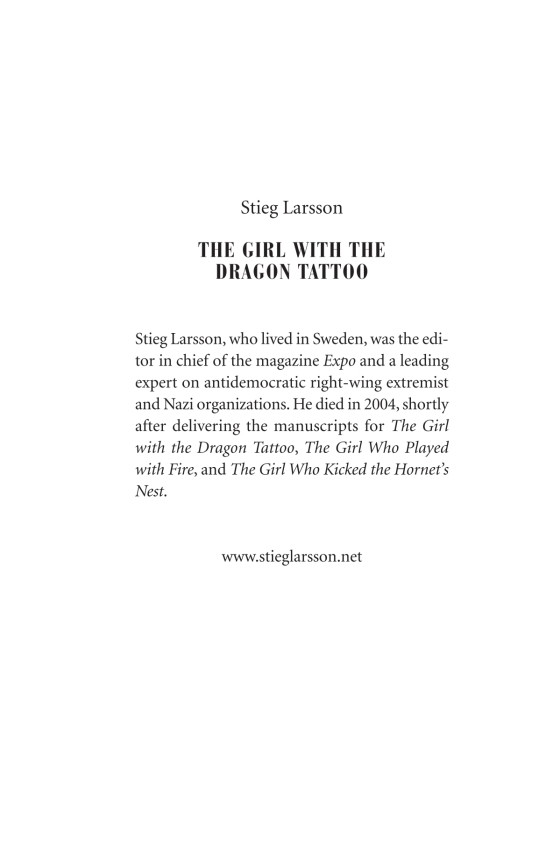 Stieg Larsson
THE GIRL WITH THE
DRAGON TATTOO
Stieg Larsson, who lived in Sweden, was the edi-
tor in chief of the magazine Expo and a leading
expert on antidemocratic right-wing extremist
and Nazi organizations. He died in 2004, shortly
after delivering the manuscripts for The Girl
with the Dragon Tattoo, The Girl Who Played
with Fire, and The Girl Who Kicked the Hornet’s
Nest.
www.stieglarsson.net